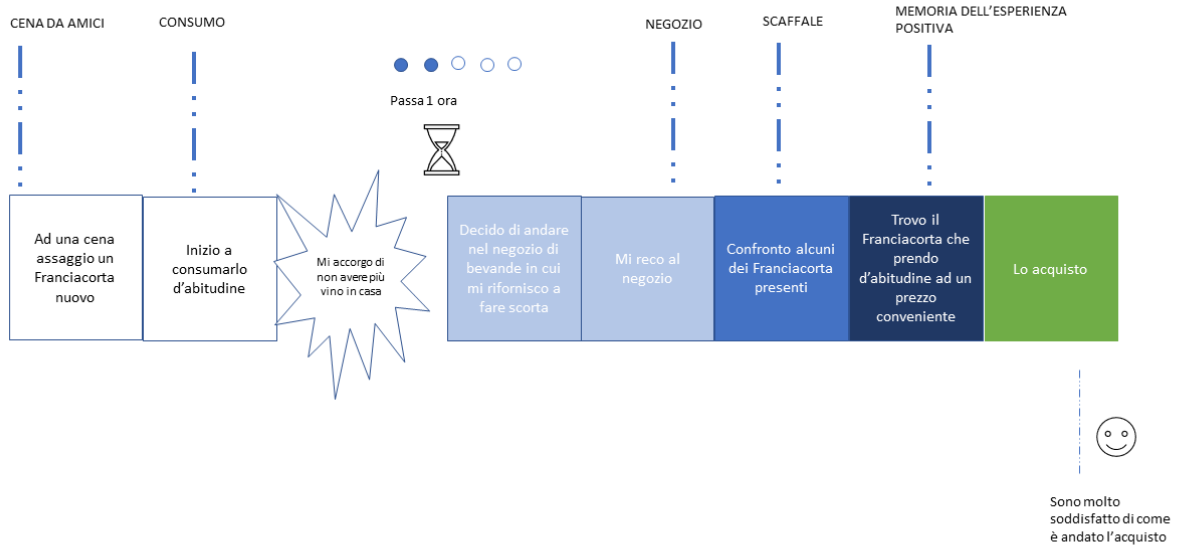 CENA DA AMICI
CONSUMO
NEGOZIO
SCAFFALE
MEMORIA DELL'ESPERIENZA
POSITIVA
Passa 1 ora
Ad una cena
assaggio un
Franciacorta
nuovo
Inizio a
consumarlo
d'abitudine
Mi accorgo di
non avere più
vino in casa
Decido di andare
nel negozio di
bevande in cui
mi rifornisco a
fare scorta
Mi reco al
negozio
Confronto alcuni
dei Franciacorta
presenti
Trovo il
Franciacorta che
prendo
d'abitudine ad un
prezzo
conveniente
Lo acquisto
Sono molto
soddisfatto di come
è andato l'acquisto